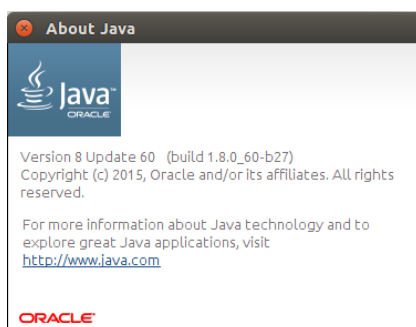 About Java
Java™
ORACLE
Version 8 Update 60 (build 1.8.0_60-b27)
Copyright (c) 2015, Oracle and/or its affiliates. All rights
reserved.
For more information about Java technology and to
explore great Java applications, visit
http://www.java.com
ORACLE